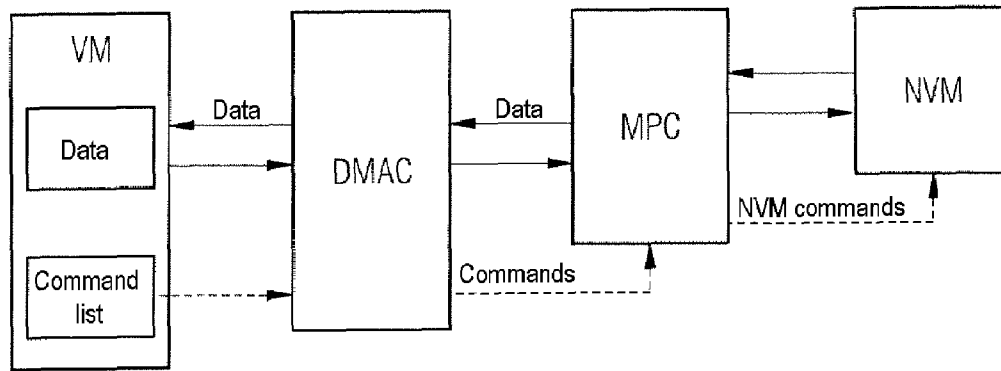 VM
Data
Command
list
Data
DMAC
Data
Commands
MPC
NVM commands
NVM